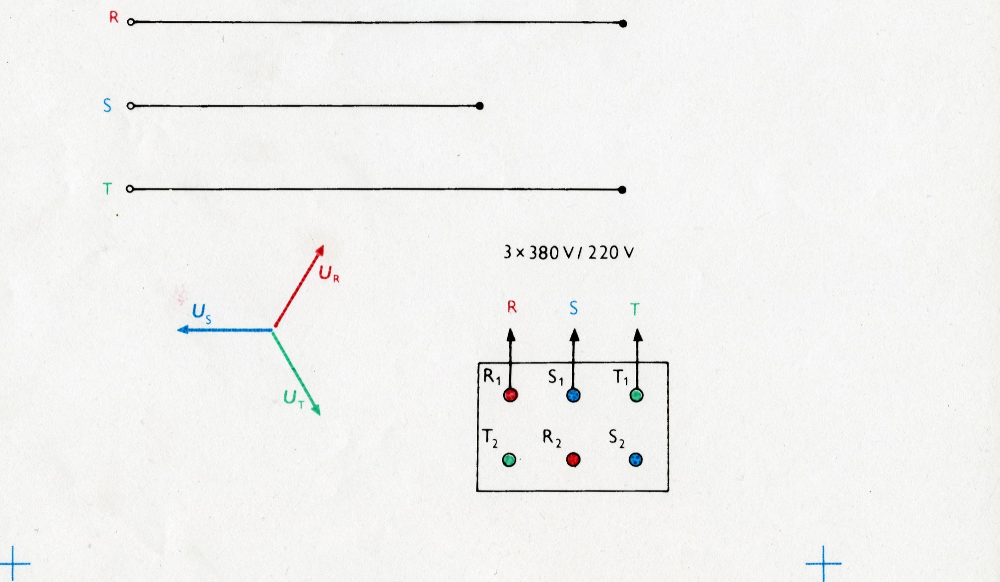 R
S
T
U_R
U_S
U_T
3 × 380 V / 220 V
R S T
R₁ S₁ T₁
T₂ R₂ S₂